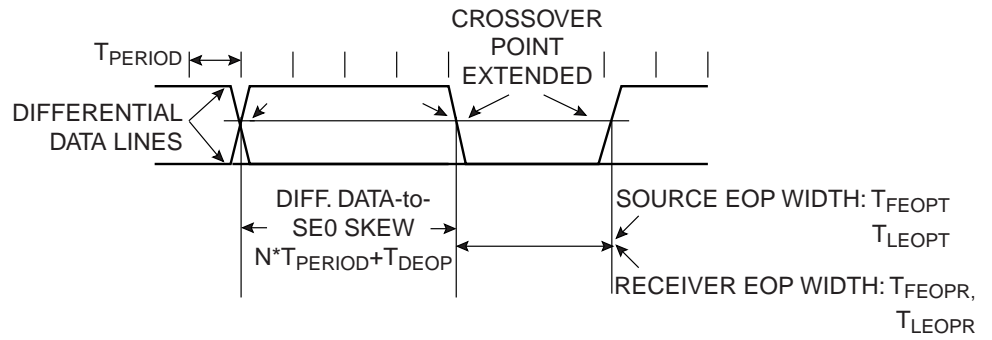 CROSSOVER
POINT
EXTENDED
TPERIOD
DIFFERENTIAL
DATA LINES
DIFF. DATA-to-
SE0 SKEW
N*TPERIOD+TDEOP
SOURCE EOP WIDTH: TFEOPT
TLEOPT
RECEIVER EOP WIDTH: TFEOPR,
TLEOPR